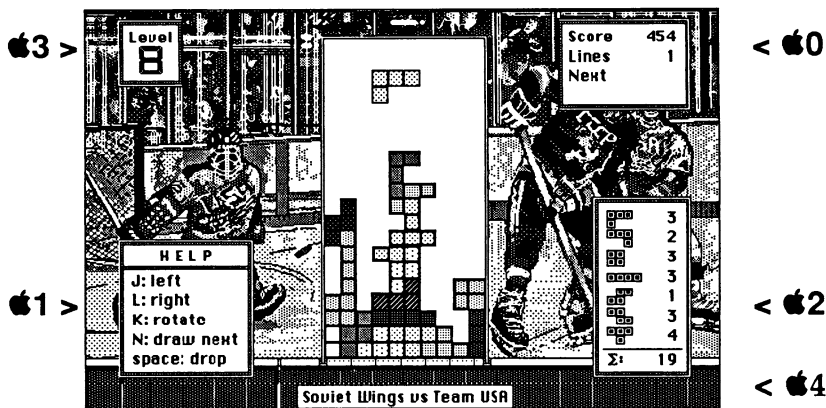 Level
8
3 >
Score 454
Lines 1
Next
< 0
HELP
J: left
L: right
K: rotate
N: draw next
space: drop
1 >
3
2
3
3
1
3
4
Σ: 19
< 2
Soviet Wings vs Team USA
< 4